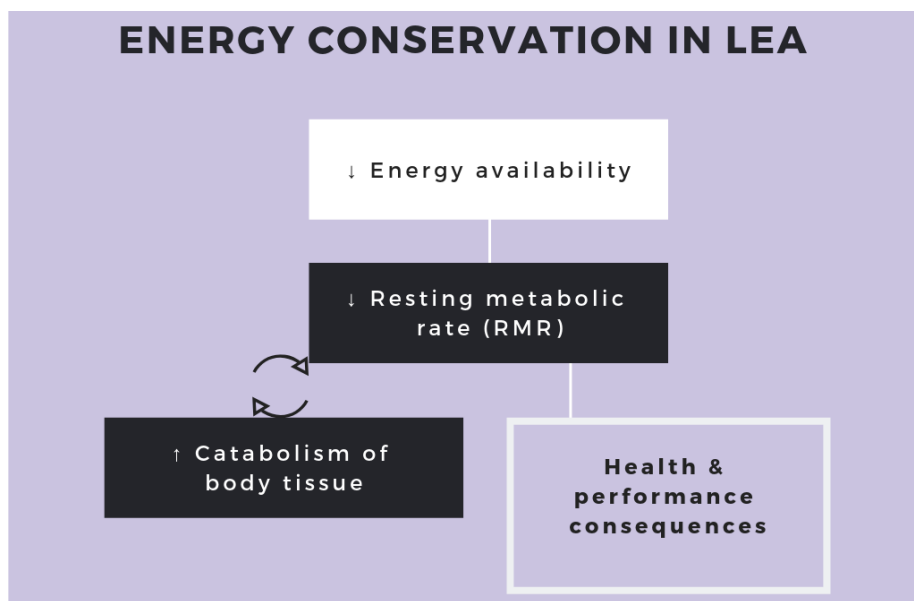 ENERGY CONSERVATION IN LEA
↓ Energy availability
↓ Resting metabolic
rate (RMR)
↑ Catabolism of
body tissue
Health &
performance
consequences